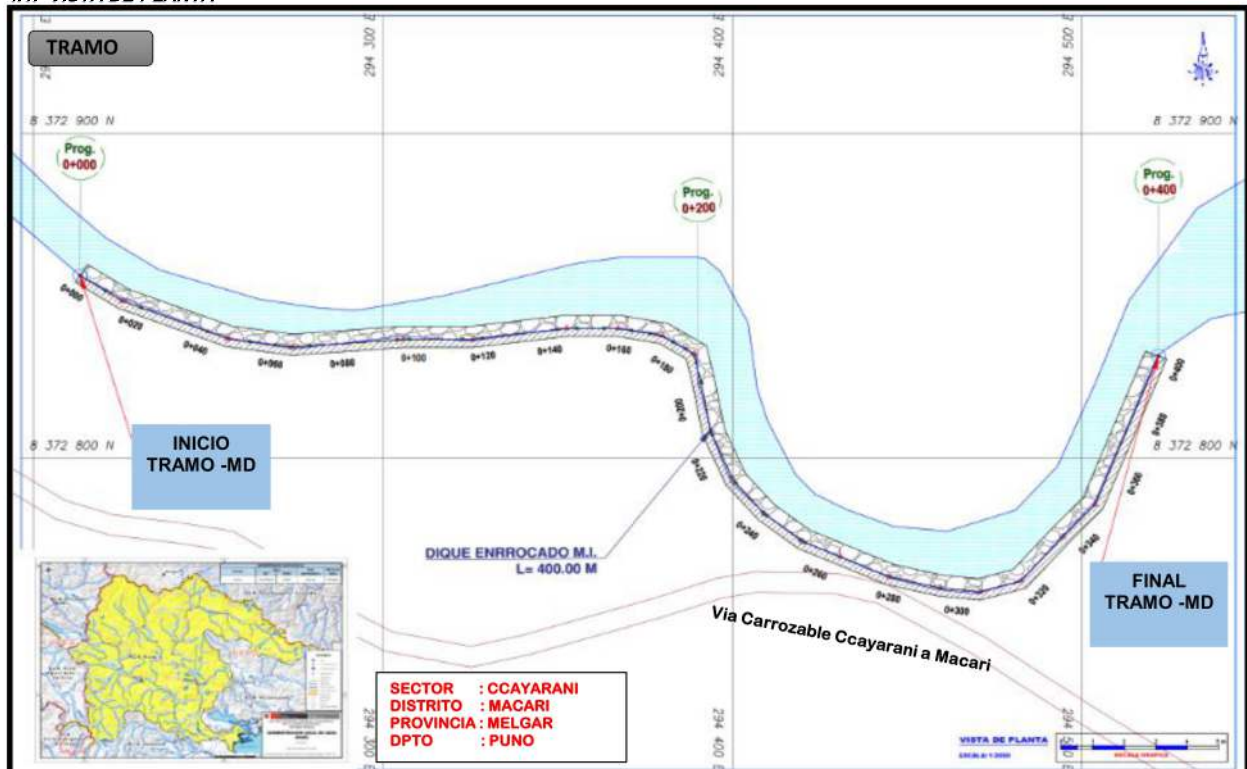 TRAMO
294 300 E
294 400 E
294 500 E
8 372 900 N
8 372 900 N
Prog.
0+000
Prog.
0+200
Prog.
0+400
0+000
0+020
0+040
0+060
0+080
0+100
0+120
0+140
0+160
0+180
0+200
0+220
0+240
0+260
0+280
0+300
0+320
0+340
0+360
0+380
0+400
8 372 800 N
8 372 800 N
INICIO
TRAMO -MD
DIQUE ENRROCADO M.I.
L= 400.00 M
FINAL
TRAMO -MD
Via Carrozable Ccayarani a Macari
SECTOR : CCAYARANI
DISTRITO : MACARI
PROVINCIA : MELGAR
DPTO : PUNO
294 300 E
294 400 E
294 500 E
VISTA DE PLANTA
ESCALA GRAFICA